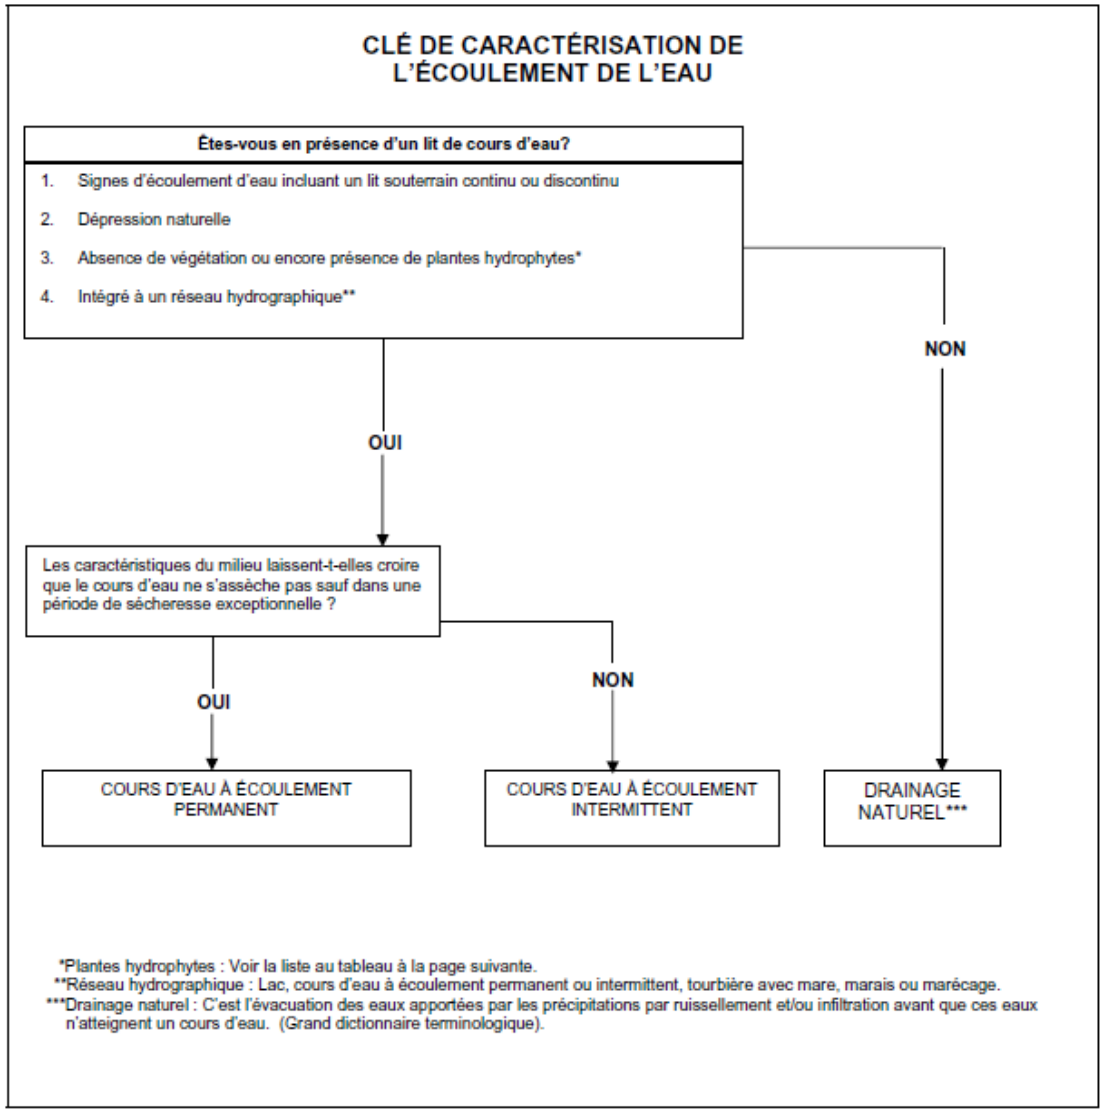 CLÉ DE CARACTÉRISATION DE
L'ÉCOULEMENT DE L'EAU
Êtes-vous en présence d'un lit de cours d'eau?
1. Signes d'écoulement d'eau incluant un lit souterrain continu ou discontinu
2. Dépression naturelle
3. Absence de végétation ou encore présence de plantes hydrophytes*
4. Intégré à un réseau hydrographique**
NON
OUI
Les caractéristiques du milieu laissent-t-elles croire
que le cours d'eau ne s'assèche pas sauf dans une
période de sécheresse exceptionnelle ?
NON
OUI
COURS D'EAU À ÉCOULEMENT
PERMANENT
COURS D'EAU À ÉCOULEMENT
INTERMITTENT
DRAINAGE
NATUREL***
*Plantes hydrophytes : Voir la liste au tableau à la page suivante.
**Réseau hydrographique : Lac, cours d'eau à écoulement permanent ou intermittent, tourbière avec mare, marais ou marécage.
***Drainage naturel : C'est l'évacuation des eaux apportées par les précipitations par ruissellement et/ou infiltration avant que ces eaux
n'atteignent un cours d'eau. (Grand dictionnaire terminologique).